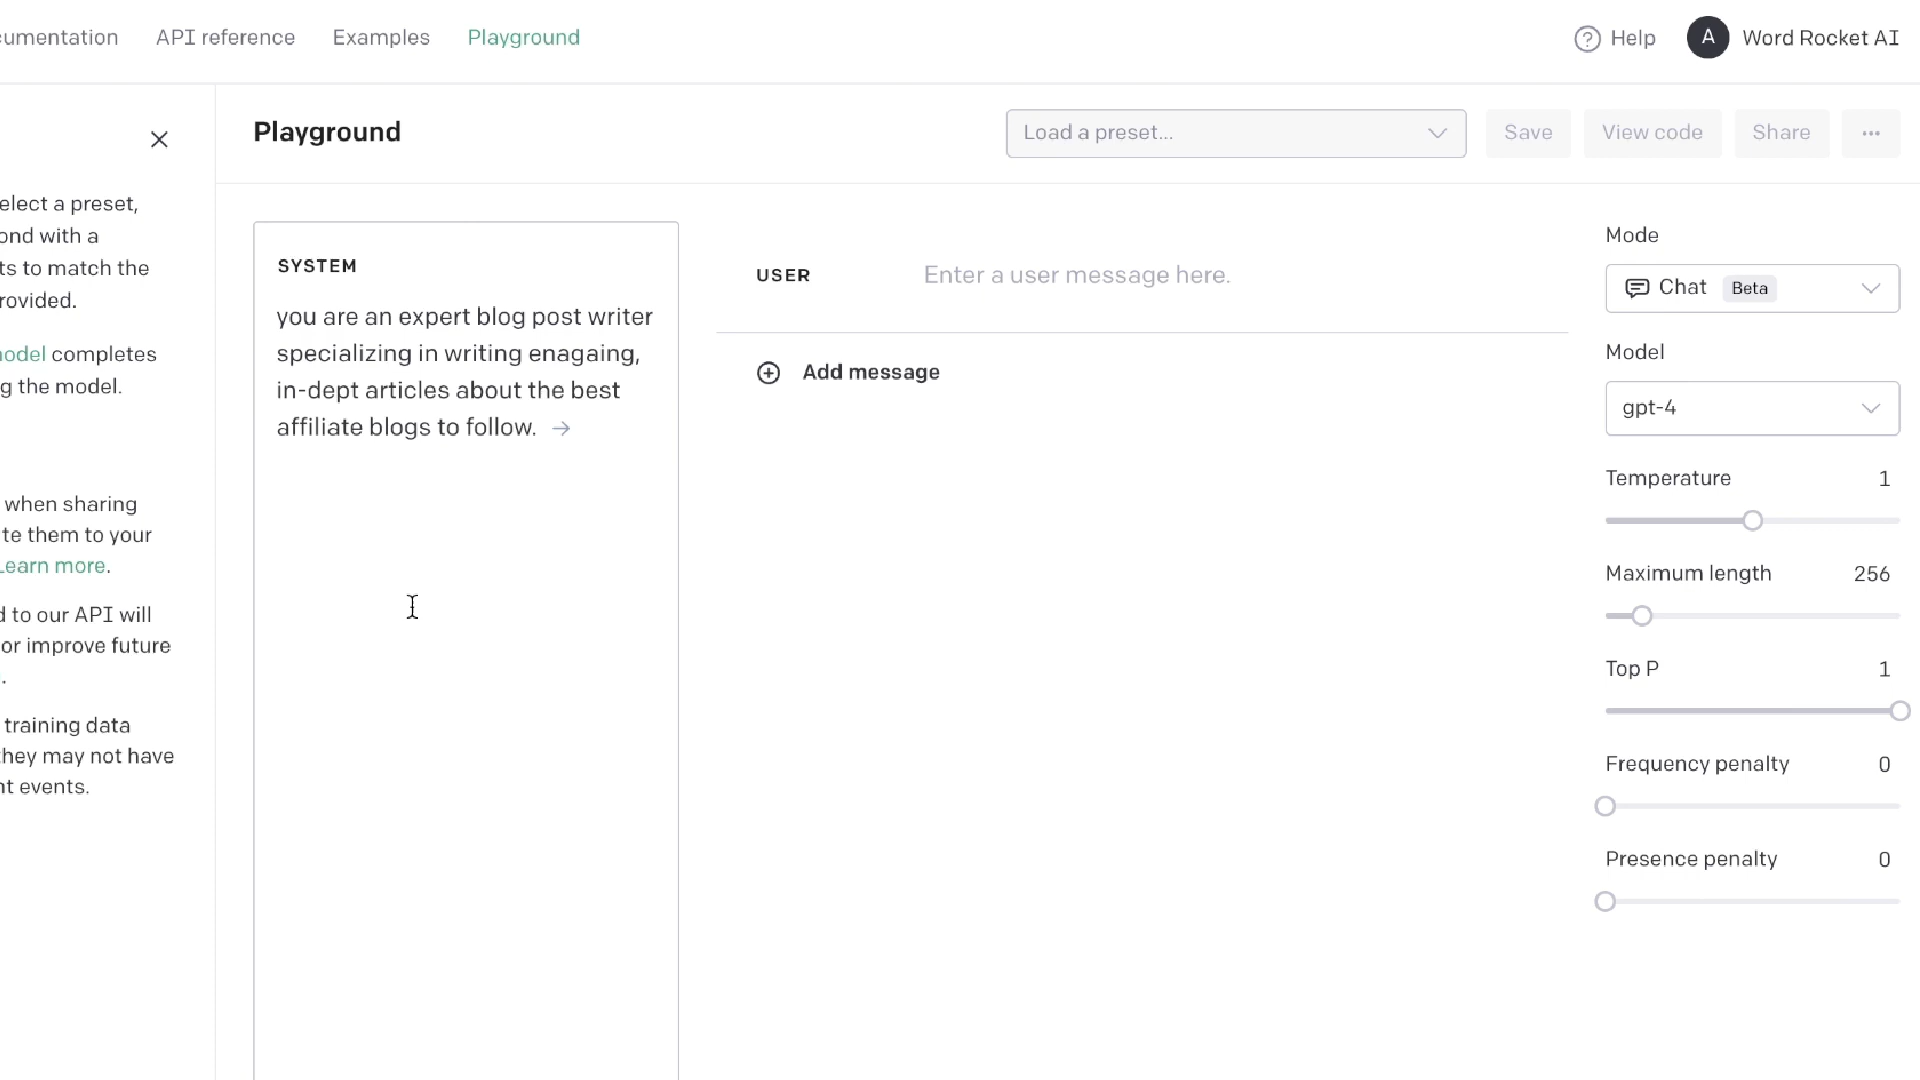 API reference
Examples
Playground
Help
A
Word Rocket AI
Playground
Load a preset...
Save
View code
Share
...
elect a preset,
ond with a
ts to match the
rovided.
odel completes
g the model.
when sharing
te them to your
Learn more.
d to our API will
or improve future
.
training data
they may not have
nt events.
SYSTEM
you are an expert blog post writer
specializing in writing enagaing,
in-dept articles about the best
affiliate blogs to follow.
USER
Enter a user message here.
Add message
Mode
Chat Beta
Model
gpt-4
Temperature 1
Maximum length 256
Top P 1
Frequency penalty 0
Presence penalty 0